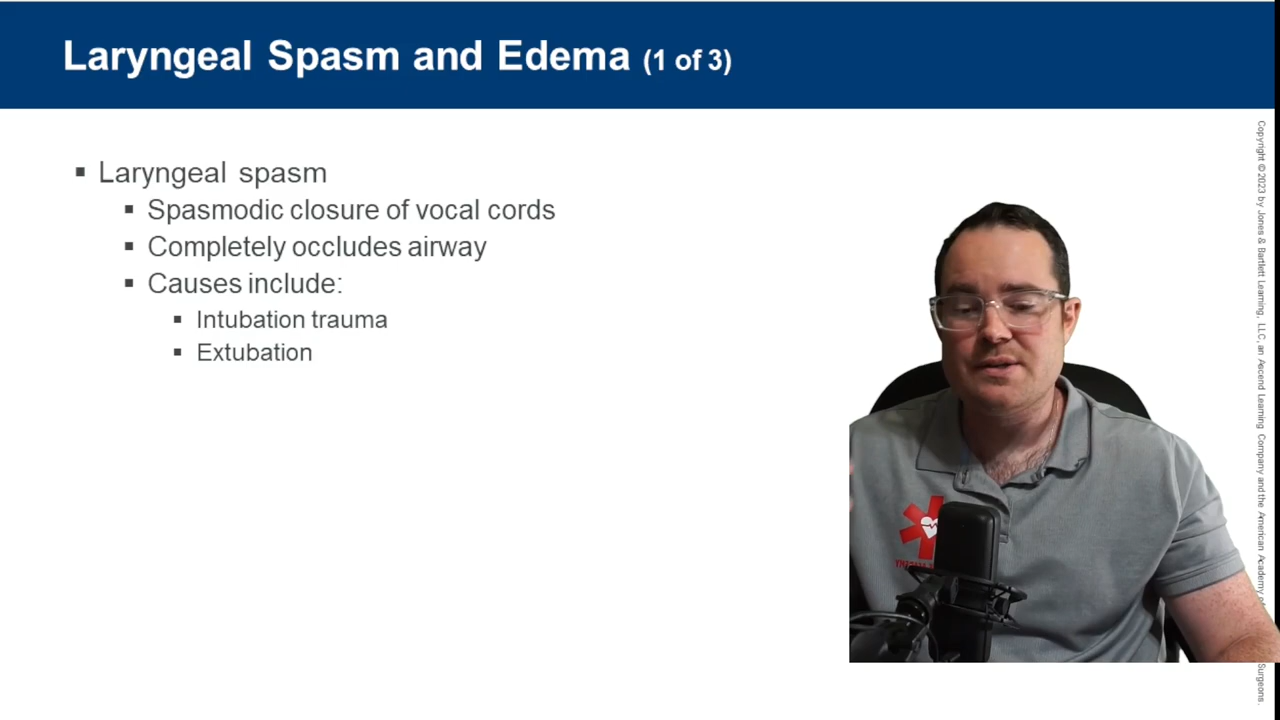 Laryngeal Spasm and Edema (1 of 3)
▪ Laryngeal spasm
▪ Spasmodic closure of vocal cords
▪ Completely occludes airway
▪ Causes include:
▪ Intubation trauma
▪ Extubation
Copyright © 2023 by Jones & Bartlett Learning, LLC, an Ascend Learning Company and the American Academy of
Surgeons.